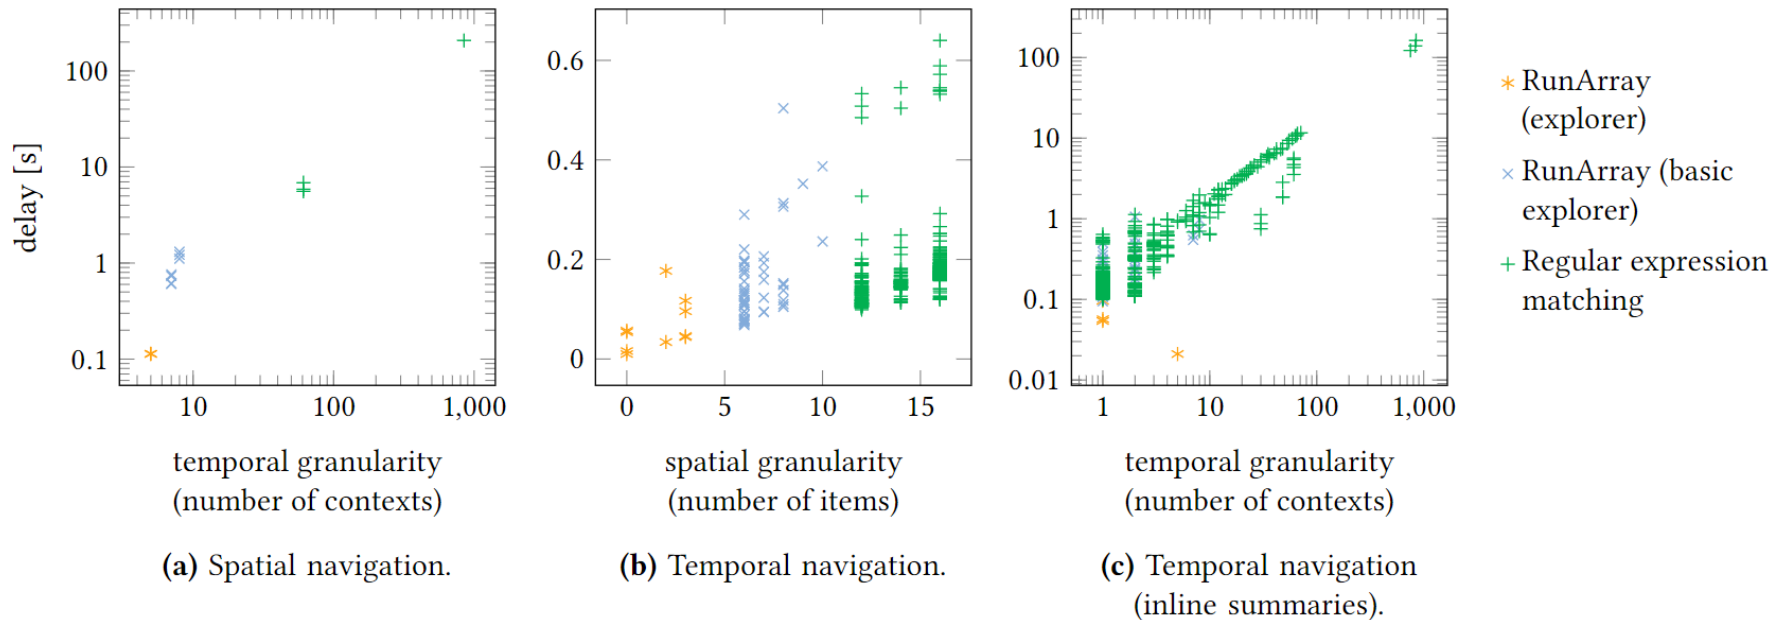 delay [s]
100
10
1
0.1
10
100
1,000
temporal granularity
(number of contexts)
(a) Spatial navigation.
0.6
0.4
0.2
0
0
5
10
15
spatial granularity
(number of items)
(b) Temporal navigation.
100
10
1
0.1
0.01
1
10
100
1,000
temporal granularity
(number of contexts)
(c) Temporal navigation
(inline summaries).
RunArray
(explorer)
RunArray (basic
explorer)
Regular expression
matching